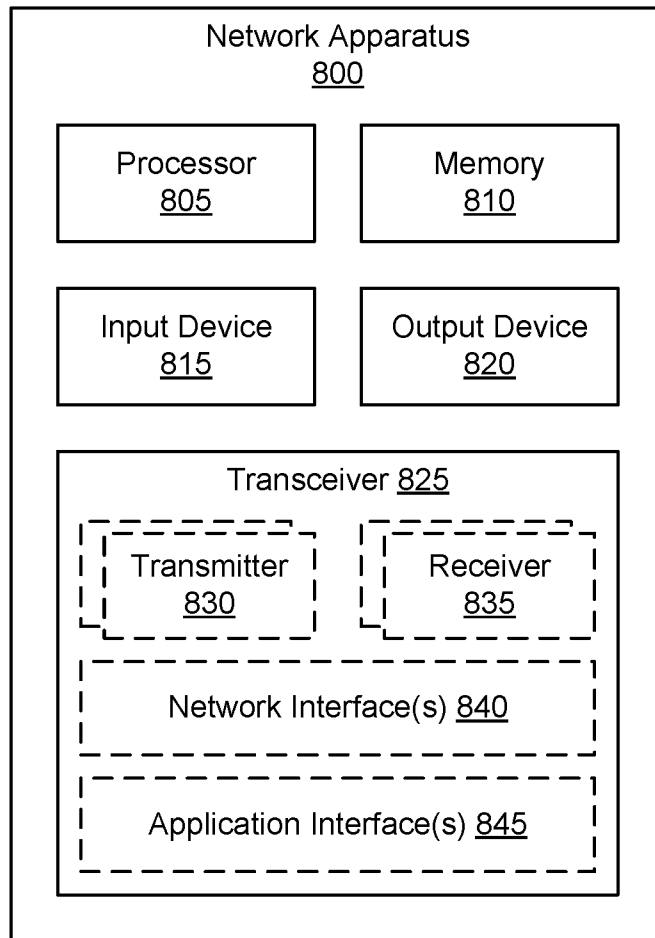 Network Apparatus
800
Processor
805
Memory
810
Input Device
815
Output Device
820
Transceiver 825
Transmitter
830
Receiver
835
Network Interface(s) 840
Application Interface(s) 845